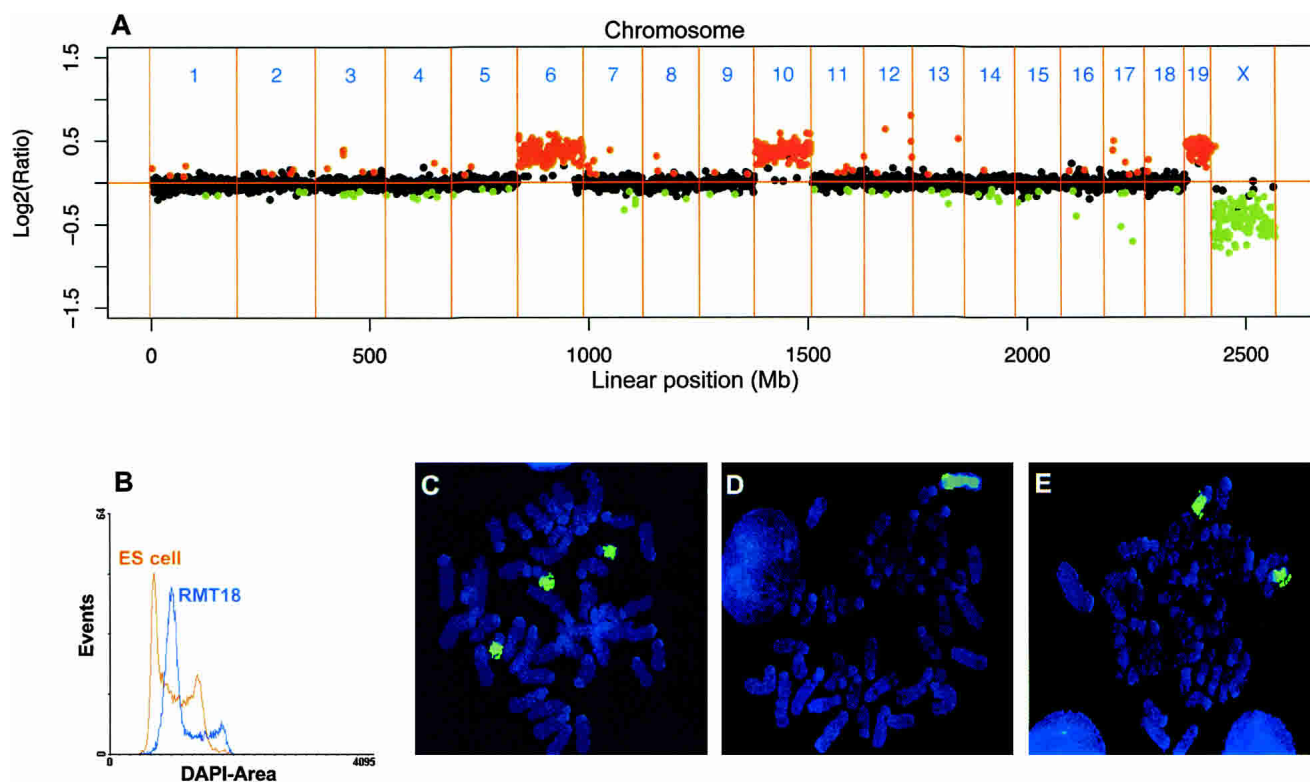 A
Chromosome
1.5
0.5
-0.5
-1.5
Log2(Ratio)
1 2 3 4 5 6 7 8 9 10 11 12 13 14 15 16 17 18 19 X
0 500 1000 1500 2000 2500
Linear position (Mb)
B
64
0
Events
ES cell
RMT18
0 4095
DAPI-Area
C
D
E